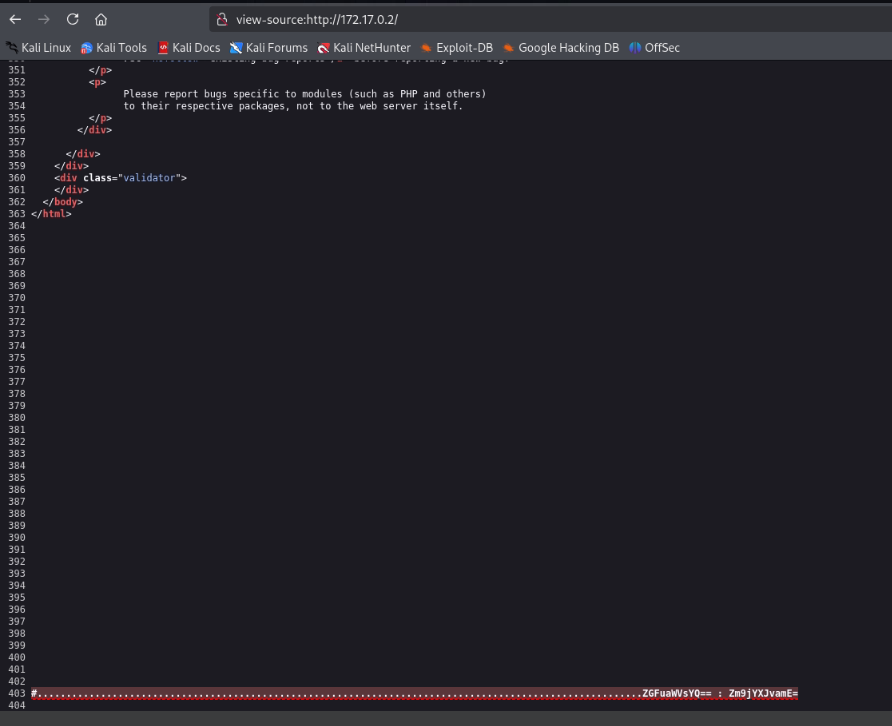 view-source:http://172.17.0.2/
Kali Linux Kali Tools Kali Docs Kali Forums Kali NetHunter Exploit-DB Google Hacking DB OffSec
351 </p>
352 <p>
353 Please report bugs specific to modules (such as PHP and others)
354 to their respective packages, not to the web server itself.
355 </p>
356 </div>
357
358 </div>
359 </div>
360 <div class="validator">
361 </div>
362 </body>
363 </html>
364
365
366
367
368
369
370
371
372
373
374
375
376
377
378
379
380
381
382
383
384
385
386
387
388
389
390
391
392
393
394
395
396
397
398
399
400
401
402
403 #.........................................................................................................ZGFuaWVsYQ== : Zm9jYXJvamE=
404